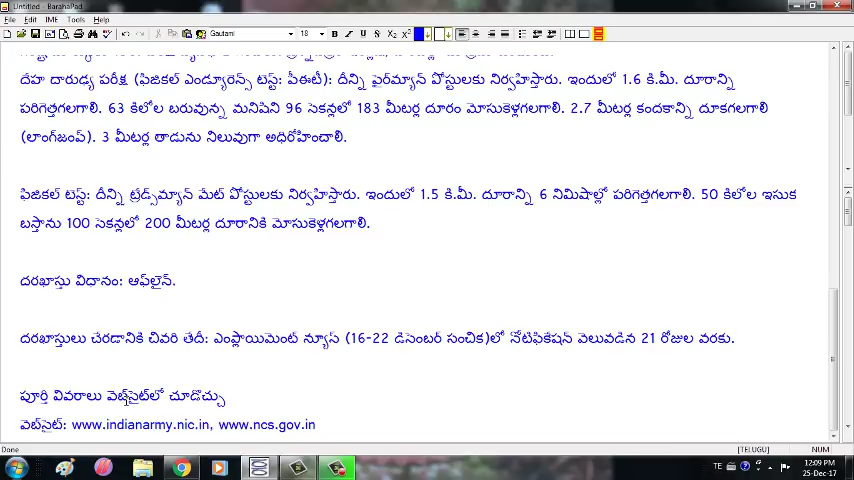 Untitled - BarahaPad
File Edit IME Tools Help
Gautami 18
దేహ దారుఢ్య పరీక్ష (ఫిజికల్ ఎండ్యూరెన్స్ టెస్ట్: పీఈటీ): దీన్ని ఫైర్‌మ్యాన్ పోస్టులకు నిర్వహిస్తారు. ఇందులో 1.6 కి.మీ. దూరాన్ని
పరిగెత్తగలగాలి. 63 కిలోల బరువున్న మనిషిని 96 సెకన్లలో 183 మీటర్ల దూరం మోసుకెళ్లగలగాలి. 2.7 మీటర్ల కందకాన్ని దూకగలగాలి
(లాంగ్‌జంప్). 3 మీటర్ల తాడును నిలువుగా అధిరోహించాలి.
ఫిజికల్ టెస్ట్: దీన్ని ట్రేడ్స్‌మ్యాన్ మేట్ పోస్టులకు నిర్వహిస్తారు. ఇందులో 1.5 కి.మీ. దూరాన్ని 6 నిమిషాల్లో పరిగెత్తగలగాలి. 50 కిలోల ఇసుక
బస్తాను 100 సెకన్లలో 200 మీటర్ల దూరానికి మోసుకెళ్లగలగాలి.
దరఖాస్తు విధానం: ఆఫ్‌లైన్.
దరఖాస్తులు చేరడానికి చివరి తేదీ: ఎంప్లాయిమెంట్ న్యూస్ (16-22 డిసెంబర్ సంచిక)లో నోటిఫికేషన్ వెలువడిన 21 రోజుల వరకు.
పూర్తి వివరాలు వెబ్‌సైట్‌లో చూడొచ్చు
వెబ్‌సైట్: www.indianarmy.nic.in, www.ncs.gov.in
Done [TELUGU] NUM
TE 12:09 PM
25-Dec-17